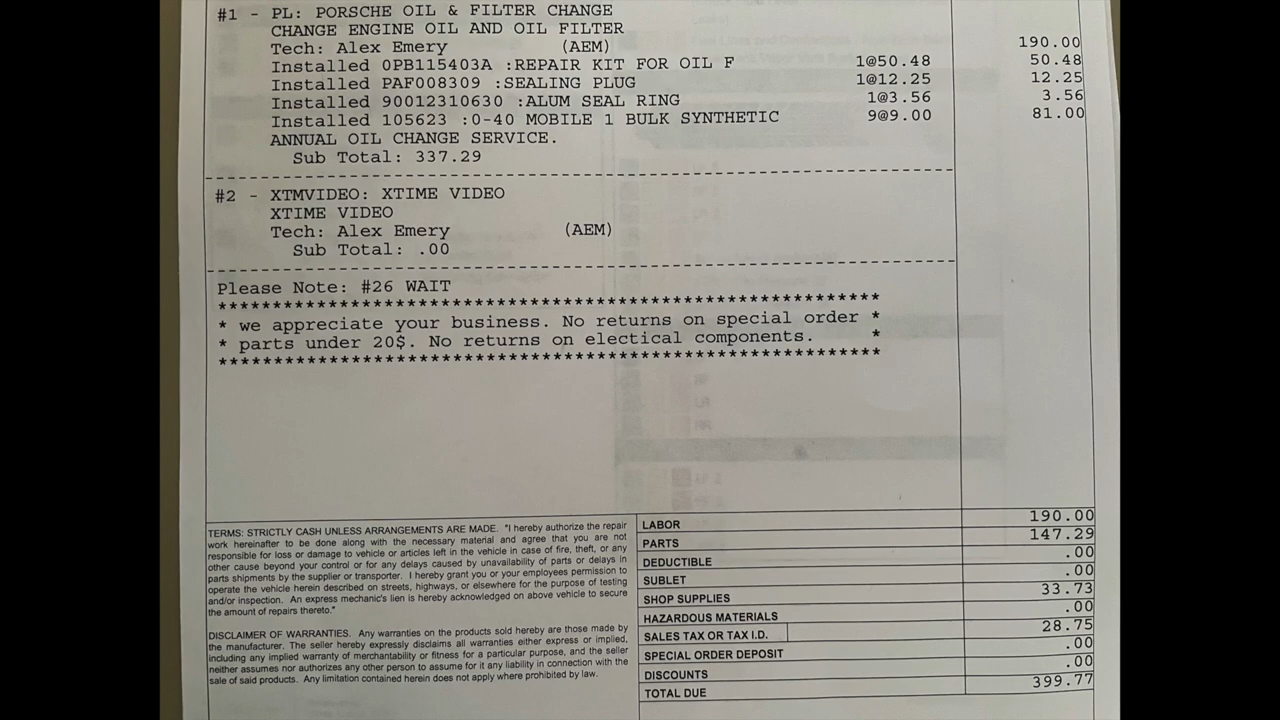 #1 - PL: PORSCHE OIL & FILTER CHANGE
CHANGE ENGINE OIL AND OIL FILTER
Tech: Alex Emery (AEM) 190.00
Installed 0PB115403A :REPAIR KIT FOR OIL F 1@50.48 50.48
Installed PAF008309 :SEALING PLUG 1@12.25 12.25
Installed 90012310630 :ALUM SEAL RING 1@3.56 3.56
Installed 105623 :0-40 MOBILE 1 BULK SYNTHETIC 9@9.00 81.00
ANNUAL OIL CHANGE SERVICE.
Sub Total: 337.29
#2 - XTMVIDEO: XTIME VIDEO
XTIME VIDEO
Tech: Alex Emery (AEM)
Sub Total: .00
Please Note: #26 WAIT
*******************************************************
* we appreciate your business. No returns on special order *
* parts under 20$. No returns on electical components. *
*******************************************************
TERMS: STRICTLY CASH UNLESS ARRANGEMENTS ARE MADE. "I hereby authorize the repair
work hereinafter to be done along with the necessary material and agree that you are not
responsible for loss or damage to vehicle or articles left in the vehicle in case of fire, theft, or any
other cause beyond your control or for any delays caused by unavailability of parts or delays in
parts shipments by the supplier or transporter. I hereby grant you or your employees permission to
operate the vehicle herein described on streets, highways, or elsewhere for the purpose of testing
and/or inspection. An express mechanic's lien is hereby acknowledged on above vehicle to secure
the amount of repairs thereto."
DISCLAIMER OF WARRANTIES. Any warranties on the products sold hereby are those made by
the manufacturer. The seller hereby expressly disclaims all warranties either express or implied,
including any implied warranty of merchantability or fitness for a particular purpose, and the seller
neither assumes nor authorizes any other person to assume for it any liability in connection with the
sale of said products. Any limitation contained herein does not apply where prohibited by law.
LABOR 190.00
PARTS 147.29
DEDUCTIBLE .00
SUBLET .00
SHOP SUPPLIES 33.73
HAZARDOUS MATERIALS .00
SALES TAX OR TAX I.D. 28.75
SPECIAL ORDER DEPOSIT .00
DISCOUNTS .00
TOTAL DUE 399.77